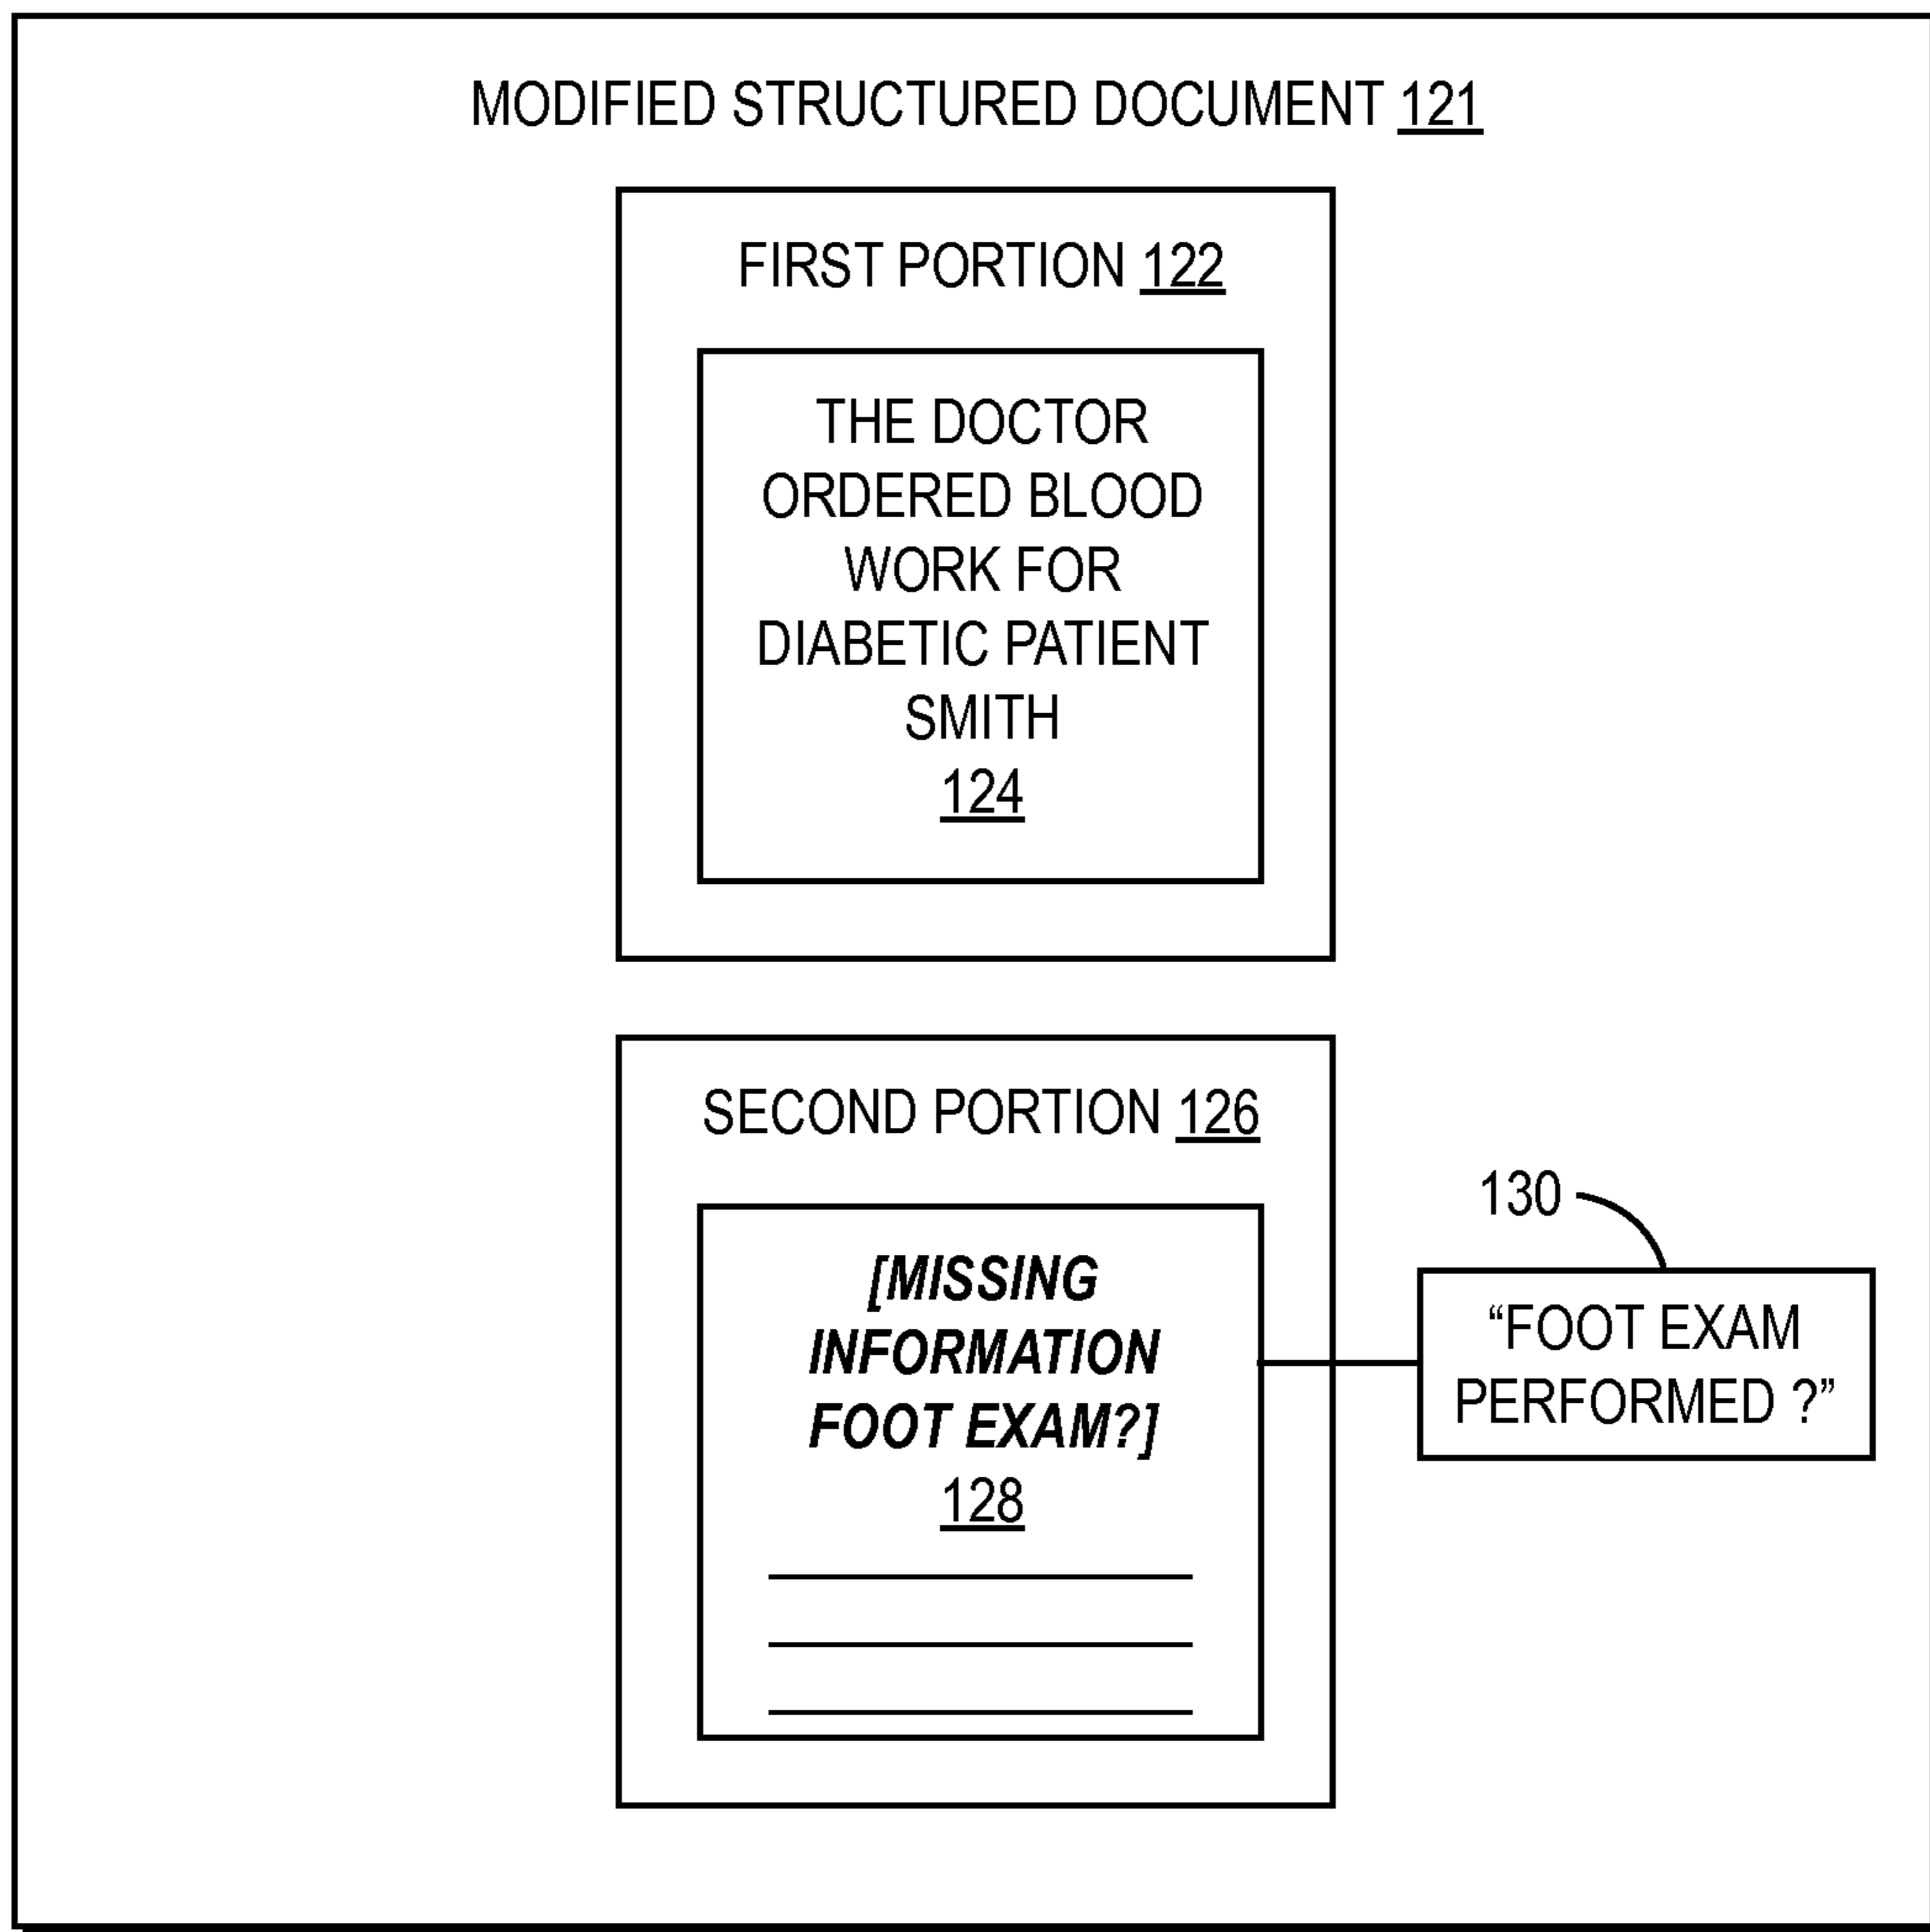 MODIFIED STRUCTURED DOCUMENT 121
FIRST PORTION 122
THE DOCTOR
ORDERED BLOOD
WORK FOR
DIABETIC PATIENT
SMITH
124
SECOND PORTION 126
[MISSING
INFORMATION
FOOT EXAM?]
128
130
“FOOT EXAM
PERFORMED ?”